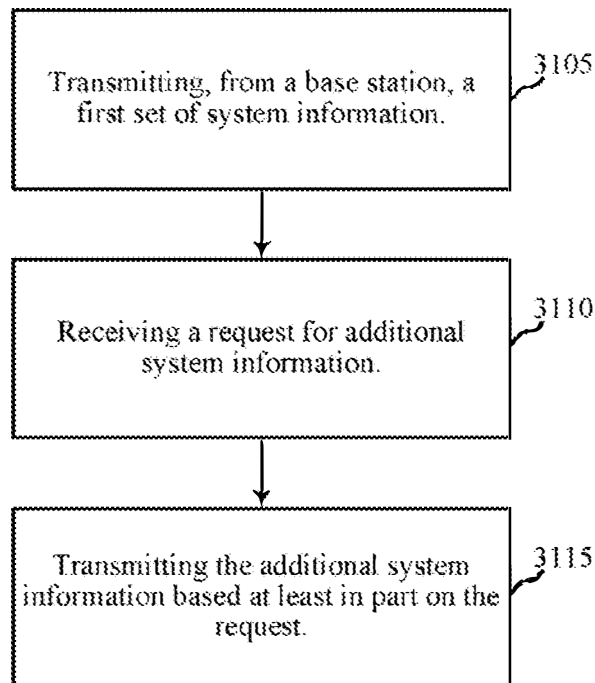 Transmitting, from a base station, a
first set of system information.
3105
Receiving a request for additional
system information.
3110
Transmitting the additional system
information based at least in part on the
request.
3115